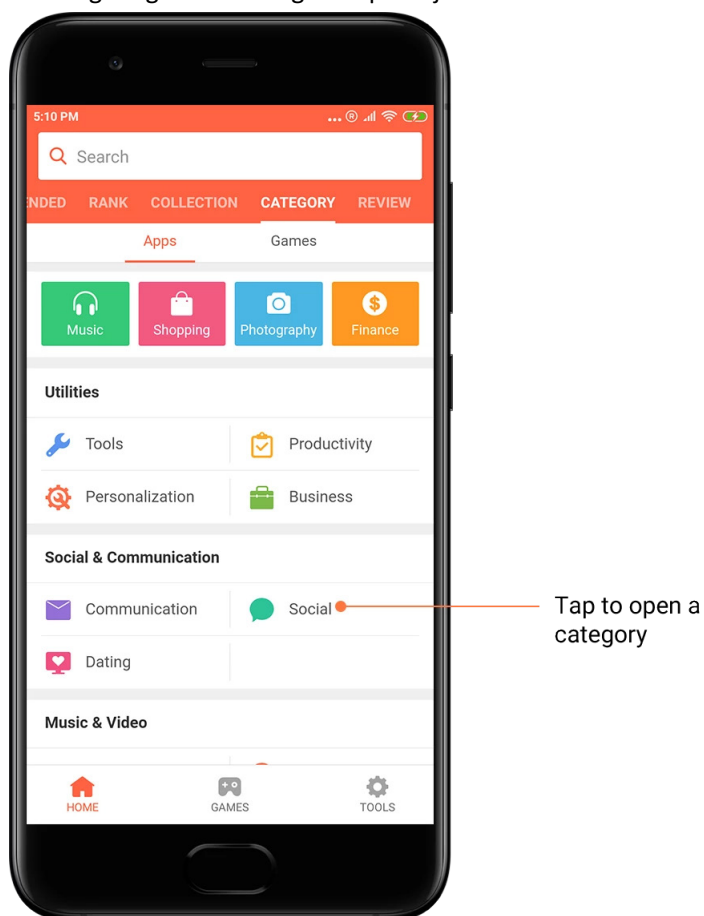 5:10 PM
Search
NDED RANK COLLECTION CATEGORY REVIEW
Apps Games
Music Shopping Photography Finance
Utilities
Tools Productivity
Personalization Business
Social & Communication
Communication Social
Tap to open a
category
Dating
Music & Video
HOME GAMES TOOLS